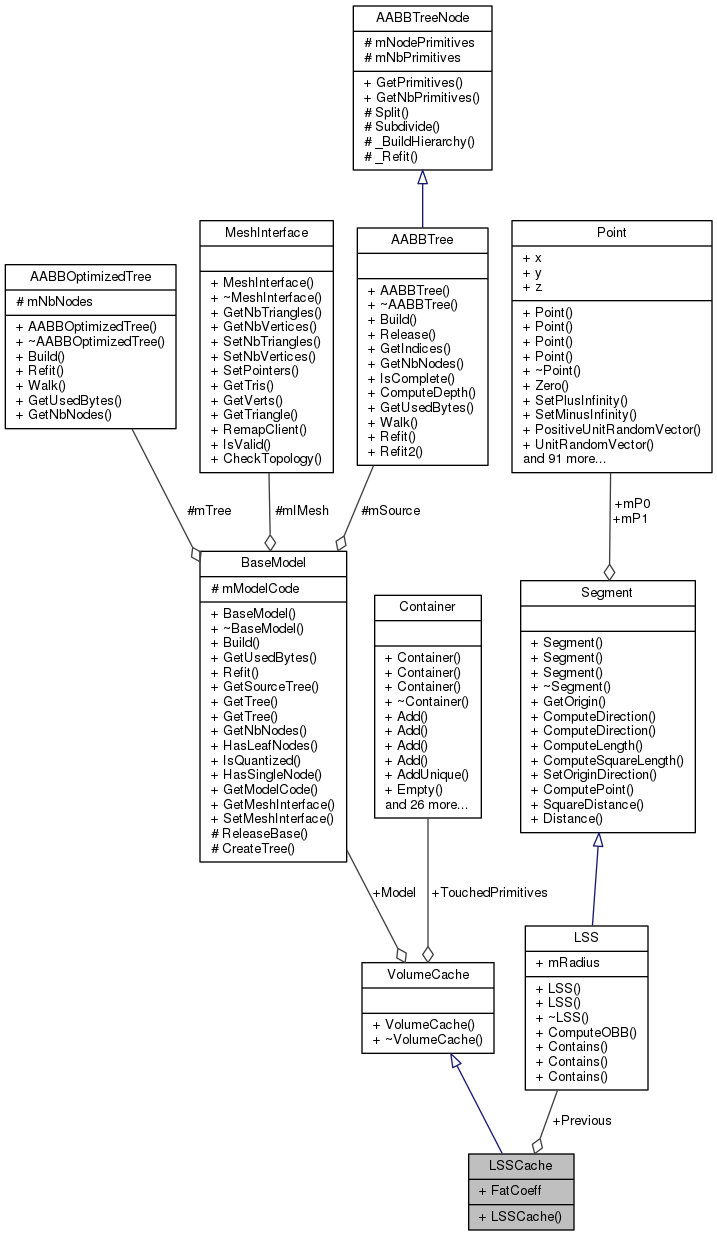 AABBTreeNode
# mNodePrimitives
# mNbPrimitives
+ GetPrimitives()
+ GetNbPrimitives()
# Split()
# Subdivide()
# _BuildHierarchy()
# _Refit()
AABBOptimizedTree
# mNbNodes
+ AABBOptimizedTree()
+ ~AABBOptimizedTree()
+ Build()
+ Refit()
+ Walk()
+ GetUsedBytes()
+ GetNbNodes()
MeshInterface
+ MeshInterface()
+ ~MeshInterface()
+ GetNbTriangles()
+ GetNbVertices()
+ SetNbTriangles()
+ SetNbVertices()
+ SetPointers()
+ GetTris()
+ GetVerts()
+ GetTriangle()
+ RemapClient()
+ IsValid()
+ CheckTopology()
AABBTree
+ AABBTree()
+ ~AABBTree()
+ Build()
+ Release()
+ GetIndices()
+ GetNbNodes()
+ IsComplete()
+ ComputeDepth()
+ GetUsedBytes()
+ Walk()
+ Refit()
+ Refit2()
Point
+ x
+ y
+ z
+ Point()
+ Point()
+ Point()
+ Point()
+ ~Point()
+ Zero()
+ SetPlusInfinity()
+ SetMinusInfinity()
+ PositiveUnitRandomVector()
+ UnitRandomVector()
and 91 more...
#mTree
#mIMesh
#mSource
+mP0
+mP1
BaseModel
# mModelCode
+ BaseModel()
+ ~BaseModel()
+ Build()
+ GetUsedBytes()
+ Refit()
+ GetSourceTree()
+ GetTree()
+ GetTree()
+ GetNbNodes()
+ HasLeafNodes()
+ IsQuantized()
+ HasSingleNode()
+ GetModelCode()
+ GetMeshInterface()
+ SetMeshInterface()
# ReleaseBase()
# CreateTree()
Container
+ Container()
+ Container()
+ Container()
+ ~Container()
+ Add()
+ Add()
+ Add()
+ Add()
+ AddUnique()
+ Empty()
and 26 more...
Segment
+ Segment()
+ Segment()
+ Segment()
+ ~Segment()
+ GetOrigin()
+ ComputeDirection()
+ ComputeDirection()
+ ComputeLength()
+ ComputeSquareLength()
+ SetOriginDirection()
+ ComputePoint()
+ SquareDistance()
+ Distance()
+Model
+TouchedPrimitives
VolumeCache
+ VolumeCache()
+ ~VolumeCache()
LSS
+ mRadius
+ LSS()
+ LSS()
+ ~LSS()
+ ComputeOBB()
+ Contains()
+ Contains()
+ Contains()
+Previous
LSSCache
+ FatCoeff
+ LSSCache()